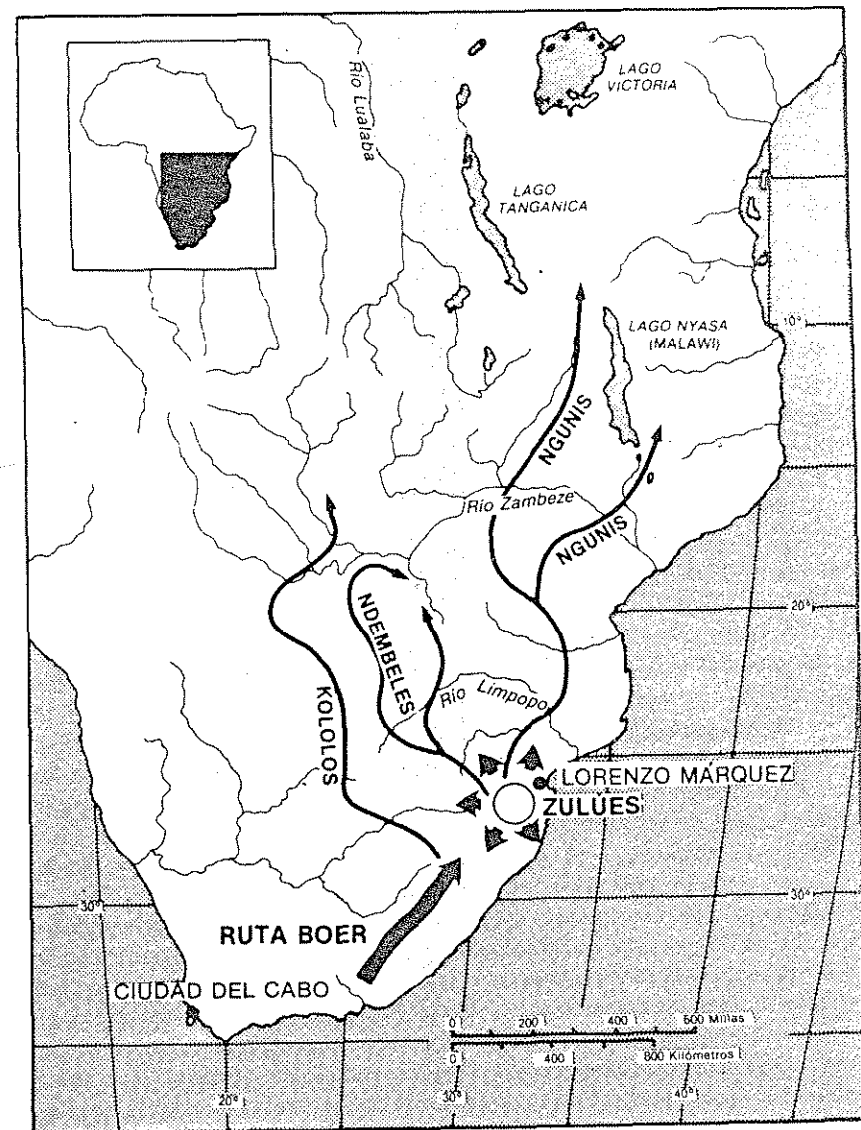 Río Lualaba
LAGO
VICTORIA
LAGO
TANGANICA
LAGO NYASA
(MALAWI)
10°
NGUNIS
Río Zambeze
NGUNIS
20°
NDEMBELES
KOLOLOS
Río Limpopo
LORENZO MÁRQUEZ
ZULÚES
30°
30°
RUTA BOER
CIUDAD DEL CABO
0 200 400 600 Millas
0 400 800 Kilómetros
20°
30°
40°